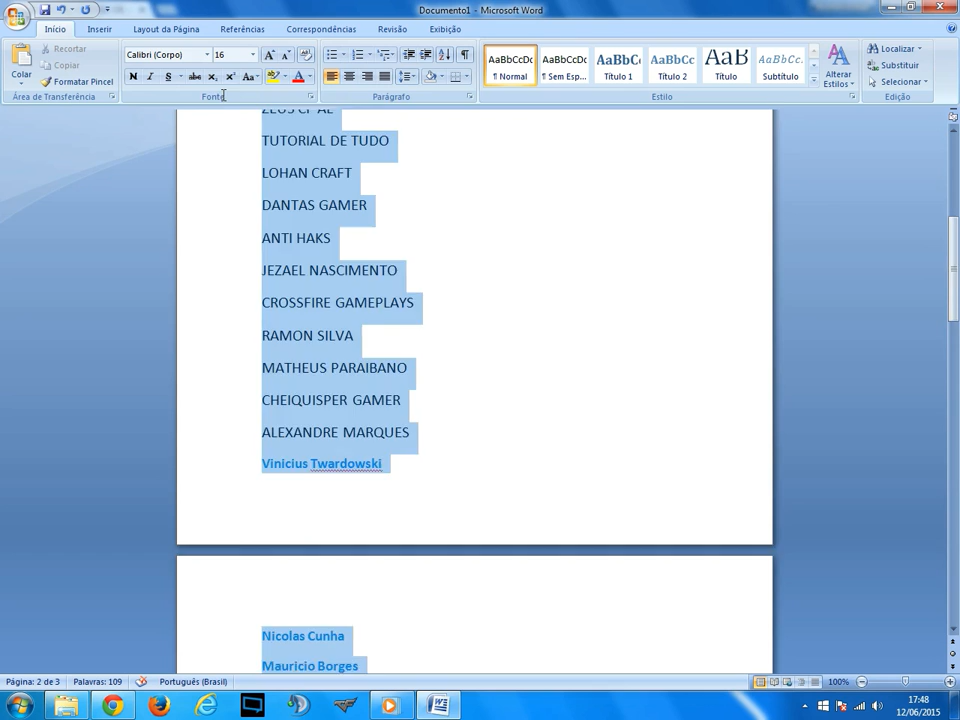 Documento1 - Microsoft Word
Início Inserir Layout da Página Referências Correspondências Revisão Exibição
Colar
Recortar
Copiar
Formatar Pincel
Área de Transferência
Calibri (Corpo) 16
Fonte
Parágrafo
AaBbCcDc AaBbCcDc AaBbC AaBbCc AaB AaBbCc.
¶ Normal ¶ Sem Esp... Título 1 Título 2 Título Subtítulo
Alterar
Estilos
Estilo
Localizar
Substituir
Selecionar
Edição
TUTORIAL DE TUDO
LOHAN CRAFT
DANTAS GAMER
ANTI HAKS
JEZAEL NASCIMENTO
CROSSFIRE GAMEPLAYS
RAMON SILVA
MATHEUS PARAIBANO
CHEIQUISPER GAMER
ALEXANDRE MARQUES
Vinicius Twardowski
Nicolas Cunha
Mauricio Borges
Página: 2 de 3 Palavras: 109 Português (Brasil) 100%
17:48
12/06/2015